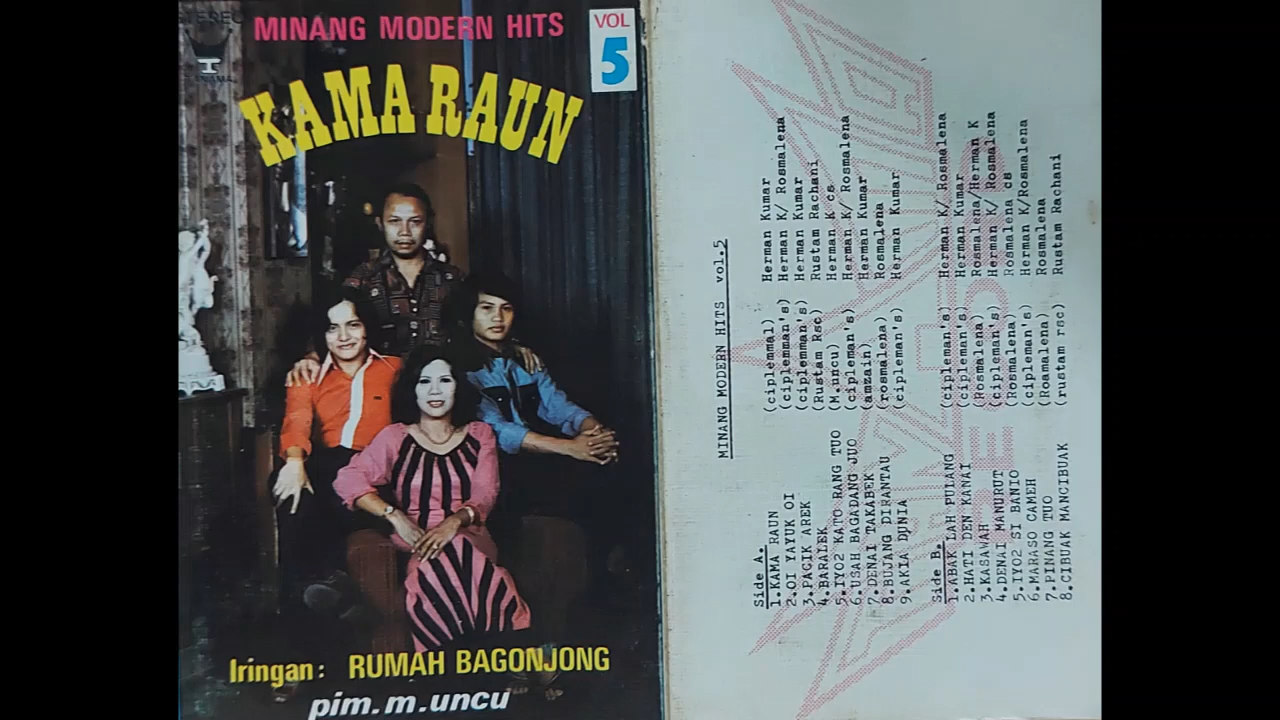 STEREO
MINANG MODERN HITS
VOL
5
KAMA RAUN
Iringan: RUMAH BAGONJONG
pim.m.uncu
MINANG MODERN HITS vol.5
Side A.
1.KAMA RAUN (ciplemmal) Herman Kumar
2.OI YAYUK OI (ciplemman's) Herman K/ Rosmalena
3.PACIK AREK (ciplemman's) Herman Kumar
4.BARALEK (Rustam Rsc) Rustam Rachani
5.IYO2 KATO RANG TUO (M.uncu) Herman K cs
6.USAH BAGADANG JUO (cipleman's) Herman K/ Rosmalena
7.DENAI TAKABEK (amzain) Herman Kumar
8.BUJANG DIRANTAU (rosmalena) Rosmalena
9.AKIA DUNIA (cipleman's) Herman Kumar
Side B.
1.ABAK LAH PULANG (cipleman's) Herman K/ Rosmalena
2.HATI DEN KANAI (cipleman's) Herman Kumar
3.KASAWAH (Rosmalena) Rosmalena/Herman K
4.DENAI MANURUT (cipleman's) Herman K/ Rosmalena
5.IYO2 SI BANIO (Rosmalena) Rosmalena cs
6.MARASO CAMEH (cipleman's) Herman K/Rosmalena
7.PINANG TUO (Roamalena) Rosmalena
8.CIBUAK MANCIBUAK (rustam rsc) Rustam Rachani